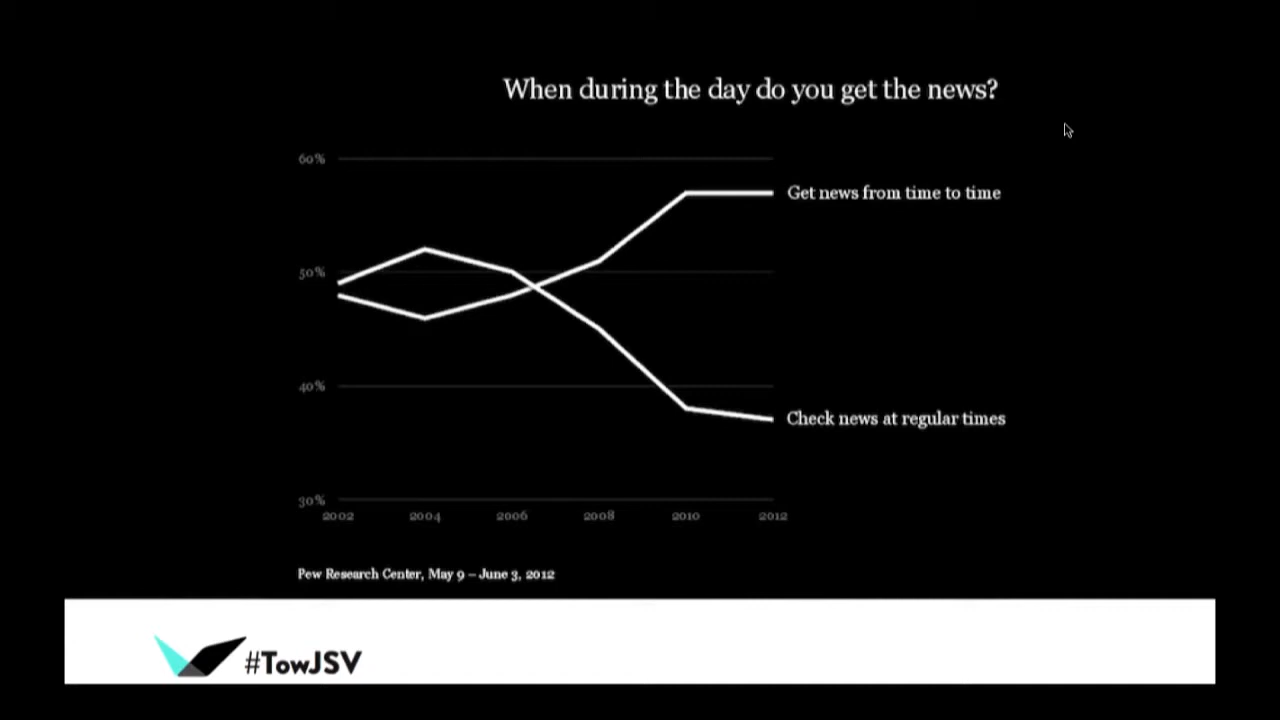 When during the day do you get the news?
60%
Get news from time to time
50%
40%
Check news at regular times
30%
2002 2004 2006 2008 2010 2012
Pew Research Center, May 9 – June 3, 2012
#TowJSV